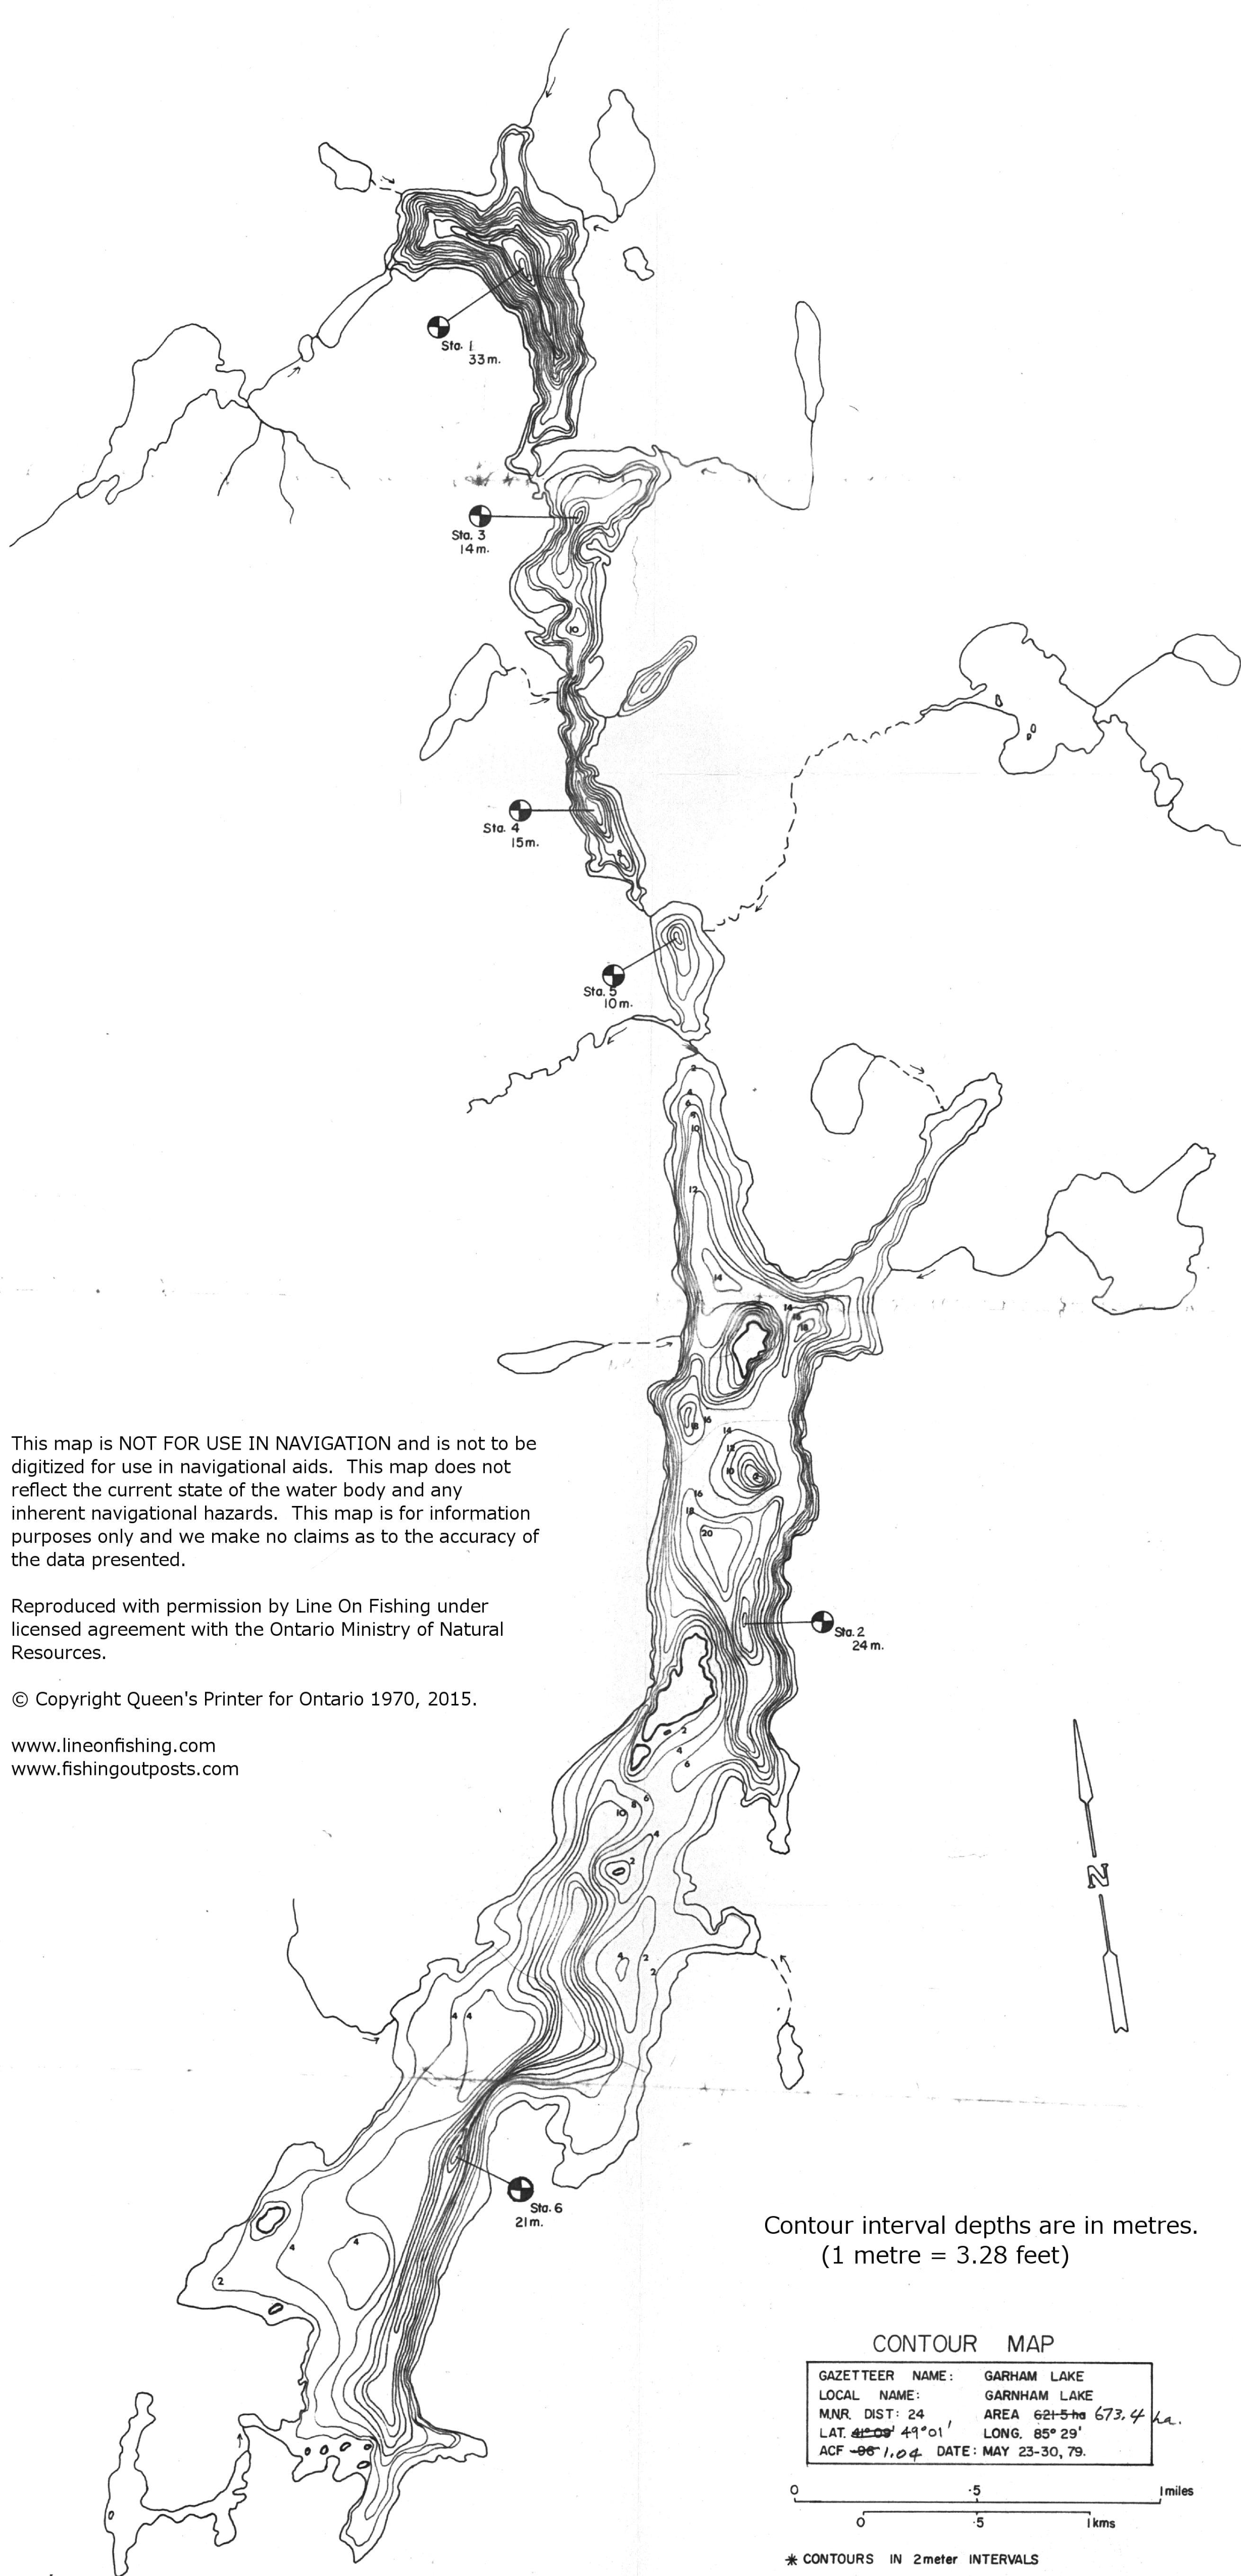 Sta. 1
33m.
Sta. 3
14m.
10
Sta. 4
15m.
8
Sta. 5
10m.
2
4
6
8
10
12
14
14
16
18
16
18
14
12
10
16
18
20
Sta. 2
24m.
This map is NOT FOR USE IN NAVIGATION and is not to be
digitized for use in navigational aids. This map does not
reflect the current state of the water body and any
inherent navigational hazards. This map is for information
purposes only and we make no claims as to the accuracy of
the data presented.
Reproduced with permission by Line On Fishing under
licensed agreement with the Ontario Ministry of Natural
Resources.
© Copyright Queen's Printer for Ontario 1970, 2015.
www.lineonfishing.com
www.fishingoutposts.com
2
4
6
10 8 6
4
2
N
4 2
2
4 4
Sta. 6
21m.
4
4
2
Contour interval depths are in metres.
(1 metre = 3.28 feet)
CONTOUR MAP
GAZETTEER NAME: GARHAM LAKE
LOCAL NAME: GARNHAM LAKE
M.N.R. DIST: 24 AREA 621.5 ha 673.4 ha.
LAT. 41° 09' 49°01' LONG. 85° 29'
ACF .96 1.04 DATE: MAY 23-30, 79.
0 .5 1 miles
0 .5 1 kms
* CONTOURS IN 2 meter INTERVALS